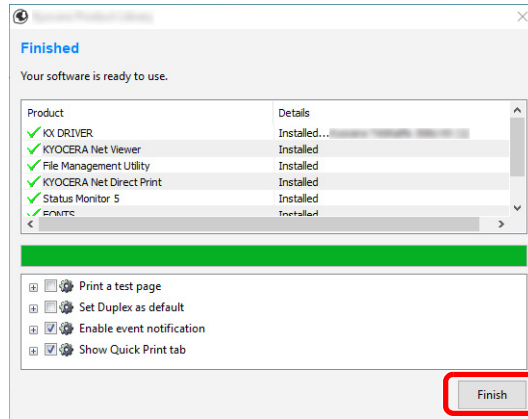 Finished
Your software is ready to use.
Product Details
KX DRIVER Installed...
KYOCERA Net Viewer Installed
File Management Utility Installed
KYOCERA Net Direct Print Installed
Status Monitor 5 Installed
FONTS Installed
Print a test page
Set Duplex as default
Enable event notification
Show Quick Print tab
Finish